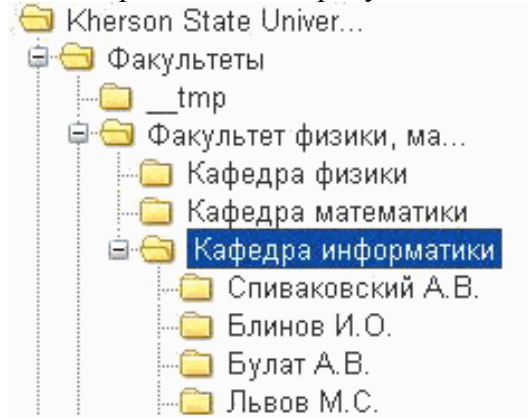 Kherson State Univer...
Факультеты
__tmp
Факультет физики, ма...
Кафедра физики
Кафедра математики
Кафедра информатики
Спиваковский А.В.
Блинов И.О.
Булат А.В.
Львов М.С.